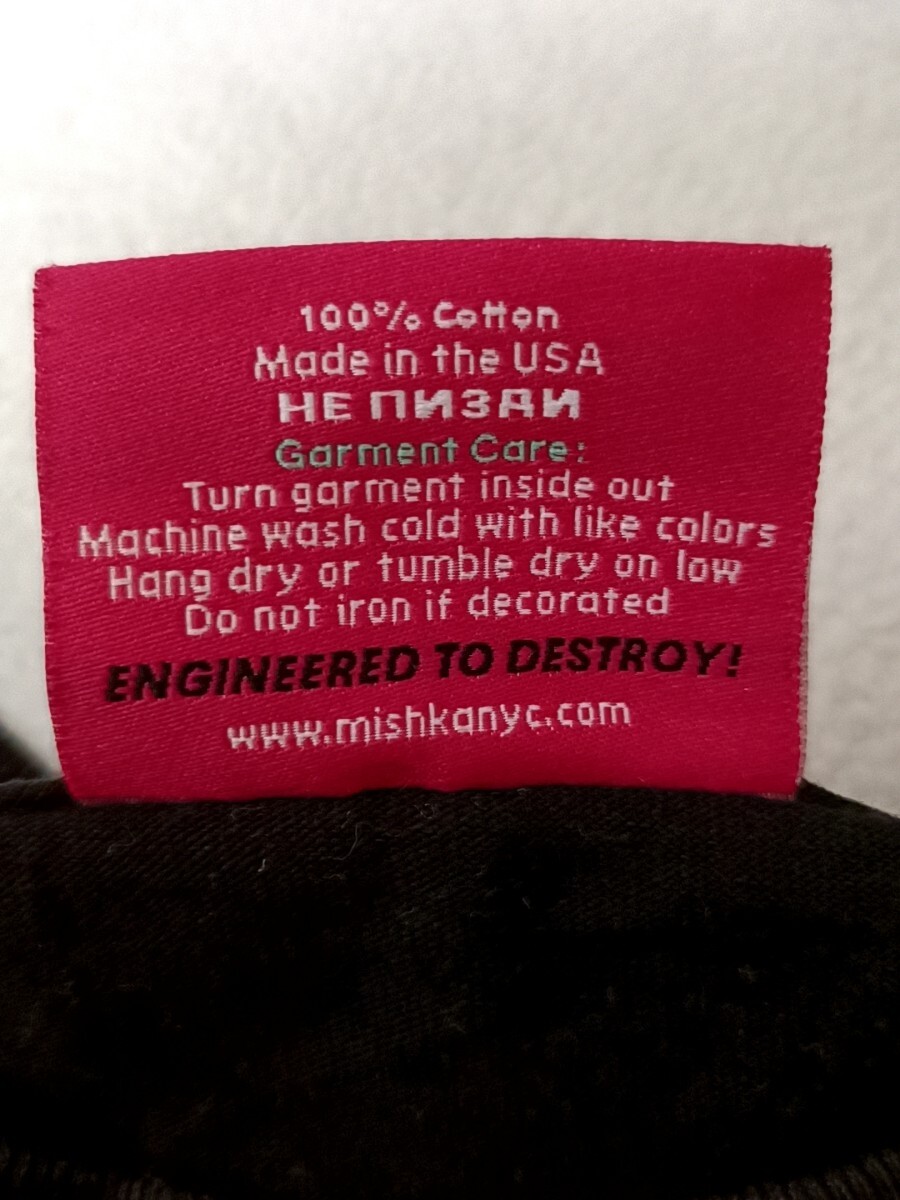 100% Cotton
Made in the USA
НЕ ПИЗДИ
Garment Care:
Turn garment inside out
Machine wash cold with like colors
Hang dry or tumble dry on low
Do not iron if decorated
ENGINEERED TO DESTROY!
www.mishkanyc.com